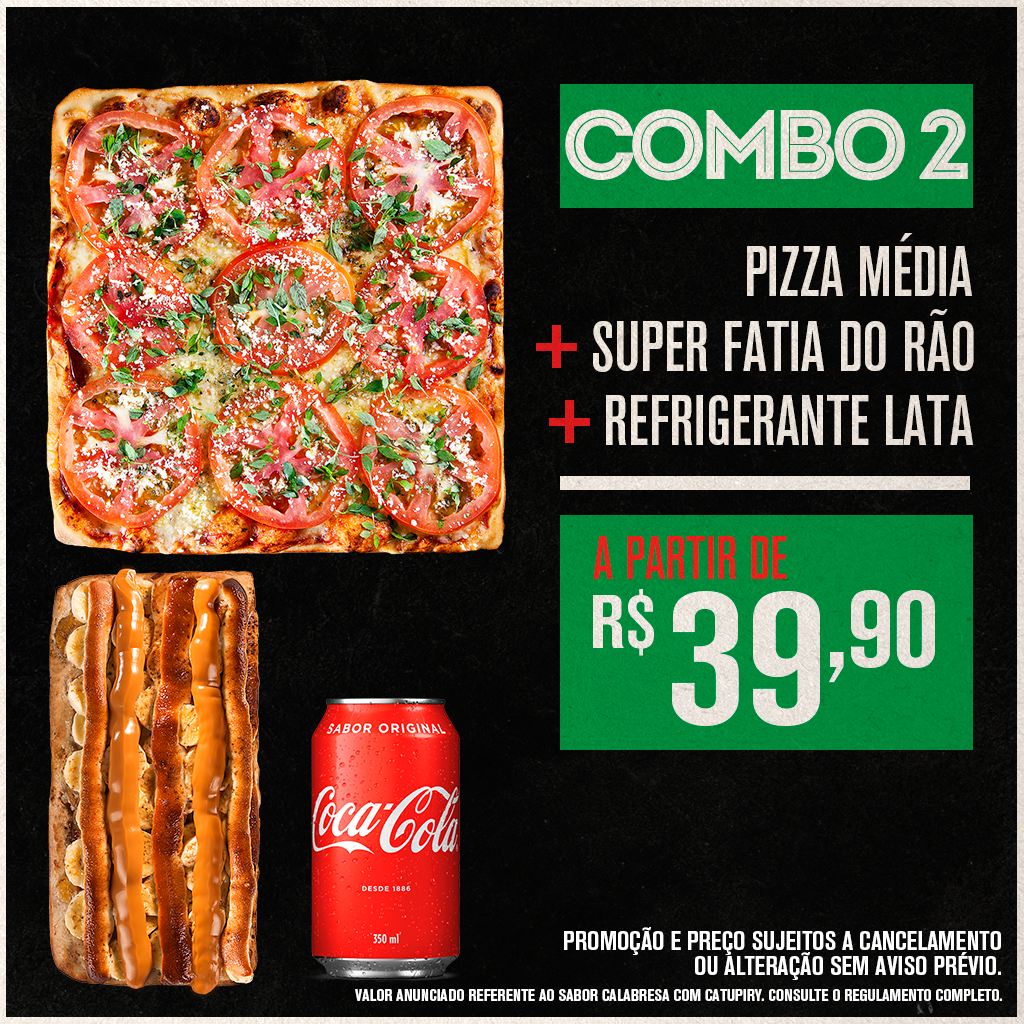 COMBO 2
PIZZA MÉDIA
+ SUPER FATIA DO RÃO
+ REFRIGERANTE LATA
A PARTIR DE
R$ 39,90
SABOR ORIGINAL
Coca-Cola
DESDE 1886
350 ml
PROMOÇÃO E PREÇO SUJEITOS A CANCELAMENTO
OU ALTERAÇÃO SEM AVISO PRÉVIO.
VALOR ANUNCIADO REFERENTE AO SABOR CALABRESA COM CATUPIRY. CONSULTE O REGULAMENTO COMPLETO.